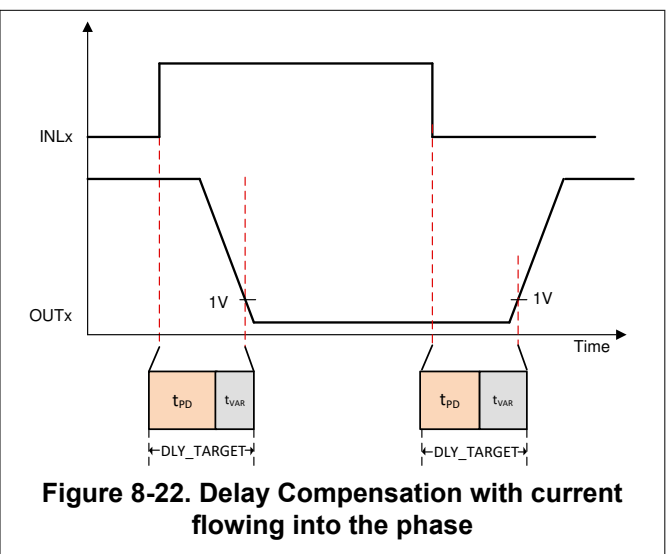 INLx
1V
1V
OUTx
Time
tPD
tVAR
tPD
tVAR
DLY_TARGET
DLY_TARGET
Figure 8-22. Delay Compensation with current
flowing into the phase